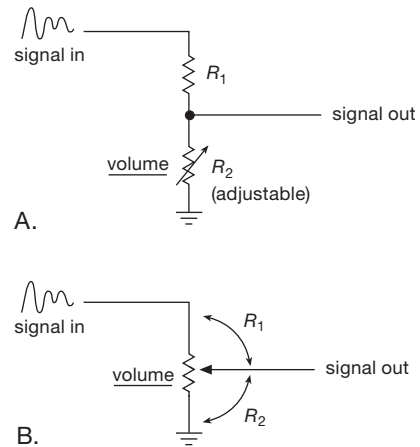 signal in
R1
signal out
volume
R2
(adjustable)
A.
signal in
R1
volume
signal out
R2
B.